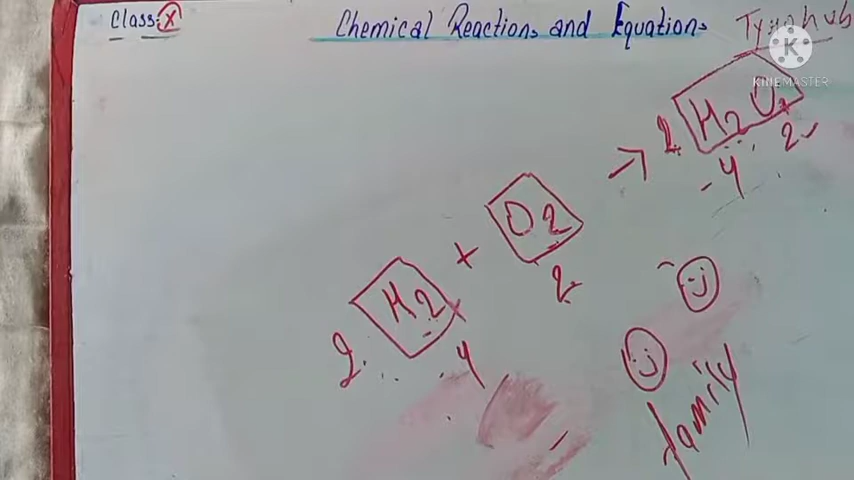 Class: X
Chemical Reactions and Equations
K
KINEMASTER
2 H2 + O2 → 2 H2O
4
2
4 2
family